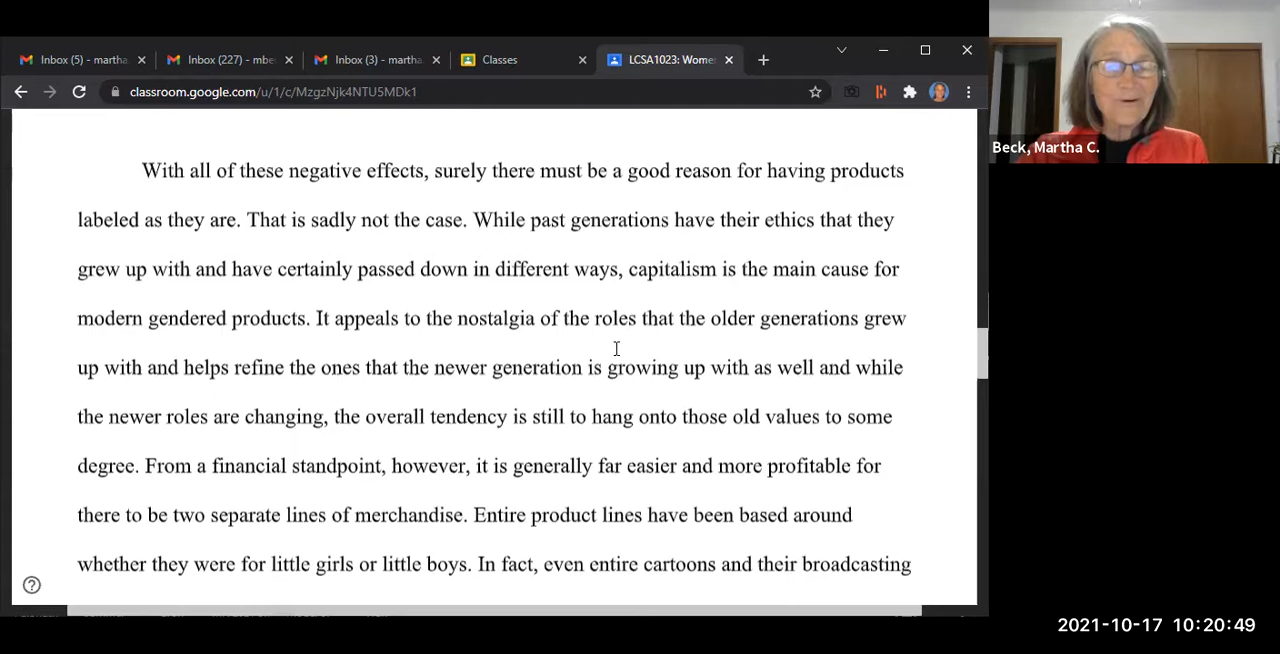 Inbox (5) - martha
Inbox (227) - mbe
Inbox (3) - martha
Classes
LCSA1023: Wome
classroom.google.com/u/1/c/MzgzNjk4NTU5MDk1
Beck, Martha C.
With all of these negative effects, surely there must be a good reason for having products
labeled as they are. That is sadly not the case. While past generations have their ethics that they
grew up with and have certainly passed down in different ways, capitalism is the main cause for
modern gendered products. It appeals to the nostalgia of the roles that the older generations grew
up with and helps refine the ones that the newer generation is growing up with as well and while
the newer roles are changing, the overall tendency is still to hang onto those old values to some
degree. From a financial standpoint, however, it is generally far easier and more profitable for
there to be two separate lines of merchandise. Entire product lines have been based around
whether they were for little girls or little boys. In fact, even entire cartoons and their broadcasting
2021-10-17 10:20:49